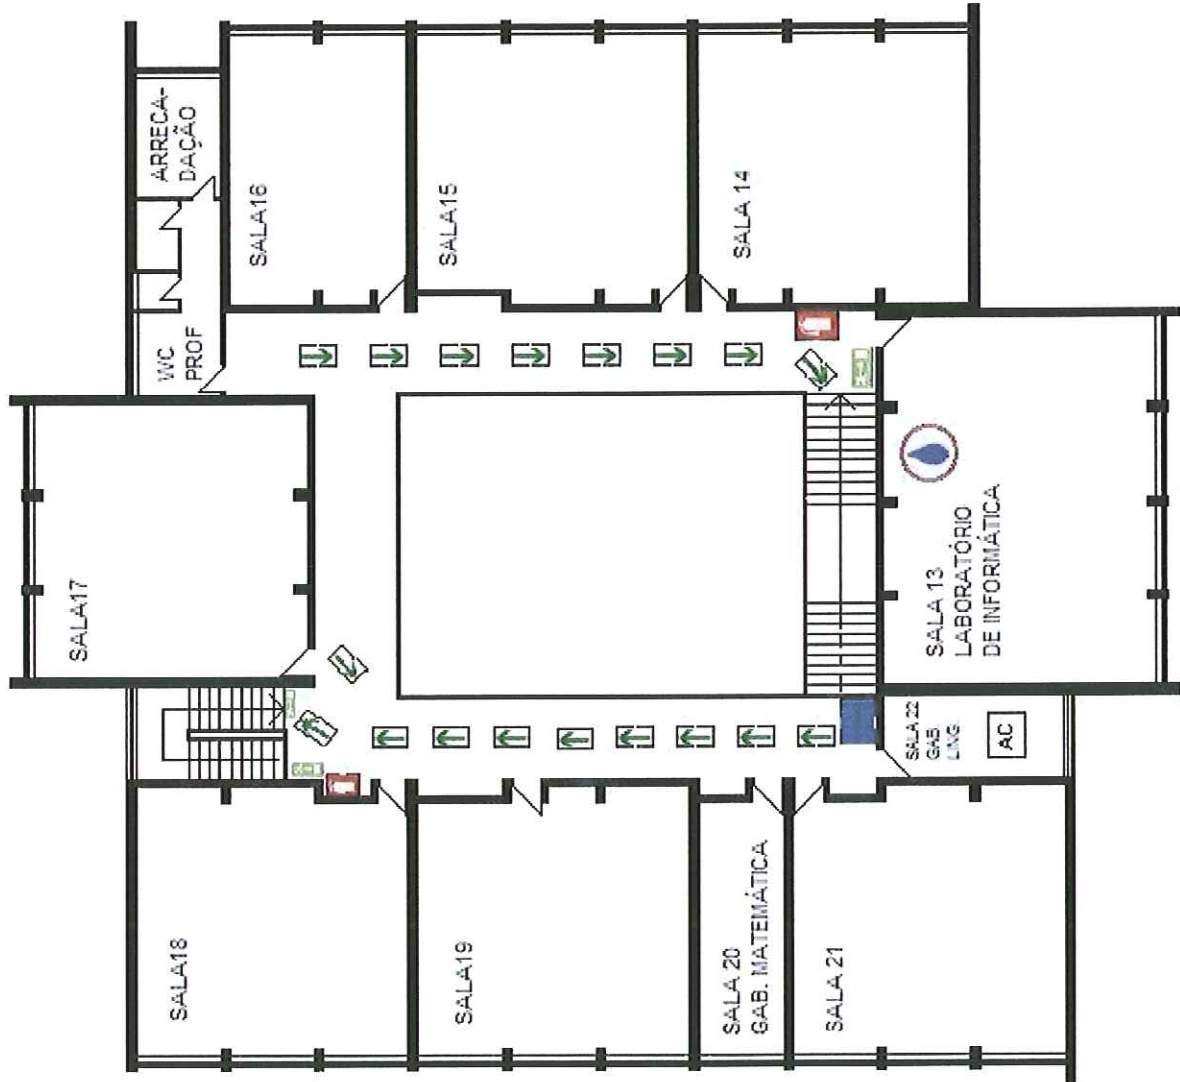 ARRECA-
DAÇÃO
WC
PROF
SALA16
SALA15
SALA 14
SALA17
SALA 13
LABORATÓRIO
DE INFORMÁTICA
SALA 22
GAB.
LING.
AC
SALA18
SALA19
SALA 20
GAB. MATEMÁTICA
SALA 21